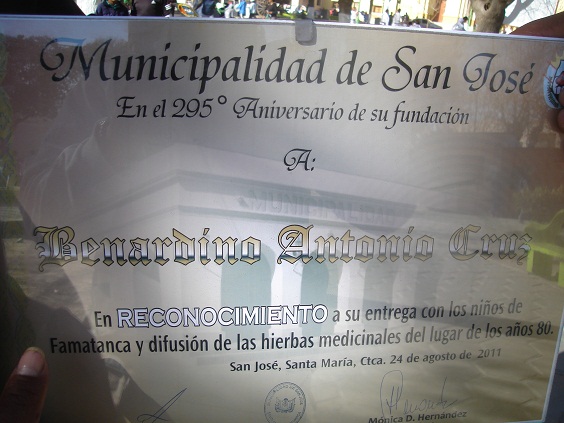 Municipalidad de San José
En el 295° Aniversario de su fundación
A:
MUNICIPALIDAD
Benardino Antonio Cruz
En RECONOCIMIENTO a su entrega con los niños de
Famatanca y difusión de las hierbas medicinales del lugar de los años 80.
San José, Santa María, Ctca. 24 de agosto de 2011
Mónica D. Hernández